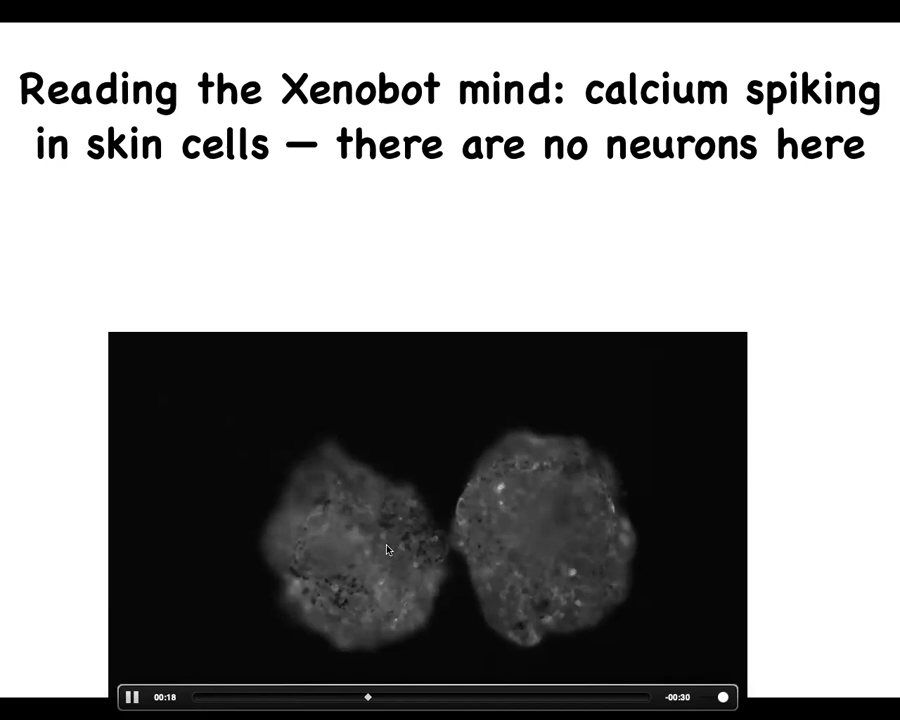 Reading the Xenobot mind: calcium spiking
in skin cells — there are no neurons here
00:18
-00:30